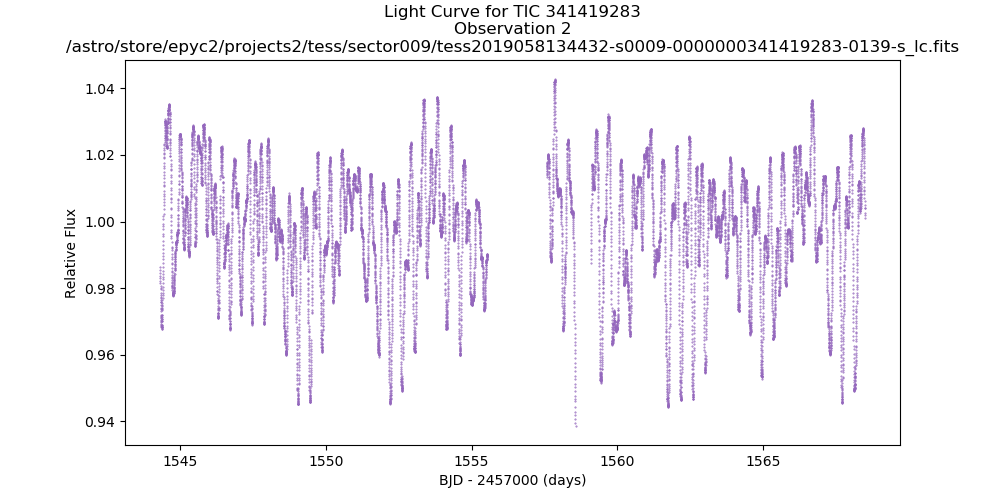 Light Curve for TIC 341419283
Observation 2
/astro/store/epyc2/projects2/tess/sector009/tess2019058134432-s0009-0000000341419283-0139-s_lc.fits
1.04
1.02
1.00
0.98
0.96
0.94
Relative Flux
1545
1550
1555
1560
1565
BJD - 2457000 (days)